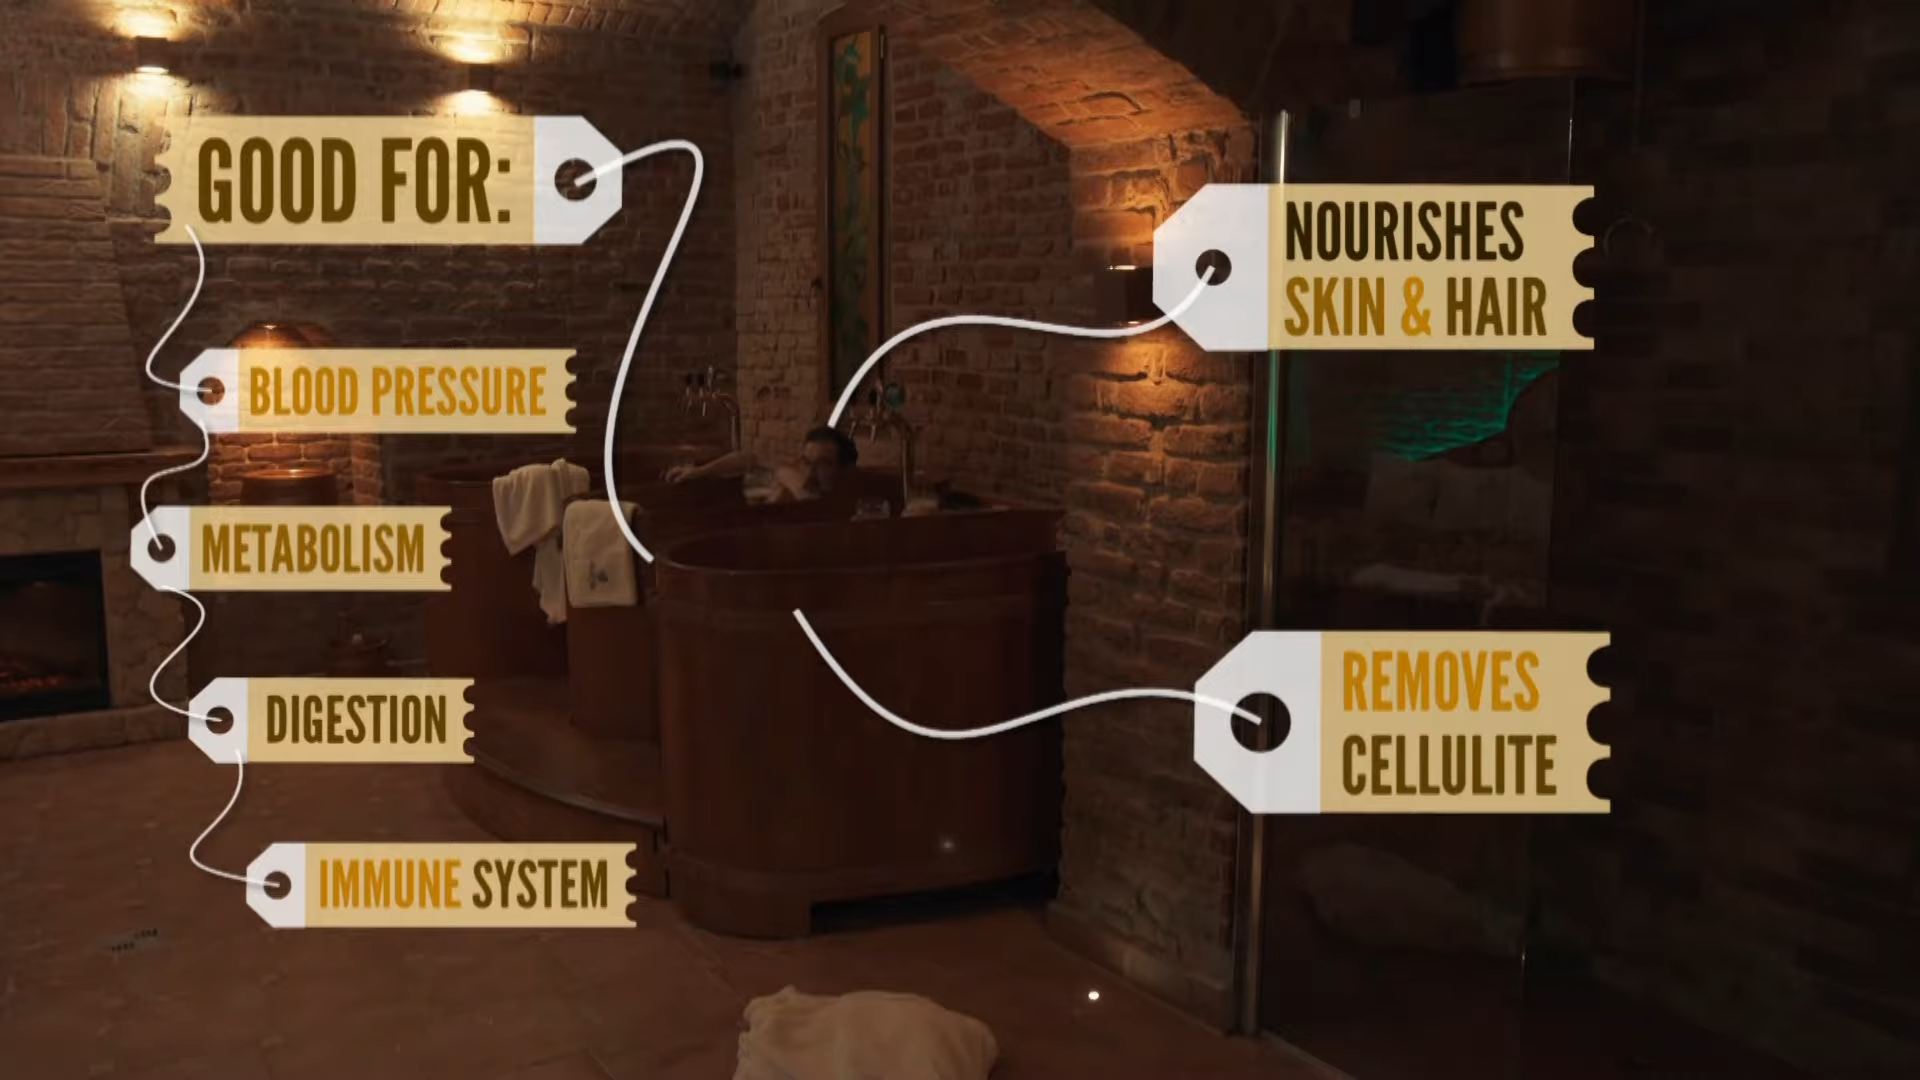 GOOD FOR:
BLOOD PRESSURE
METABOLISM
DIGESTION
IMMUNE SYSTEM
NOURISHES
SKIN & HAIR
REMOVES
CELLULITE